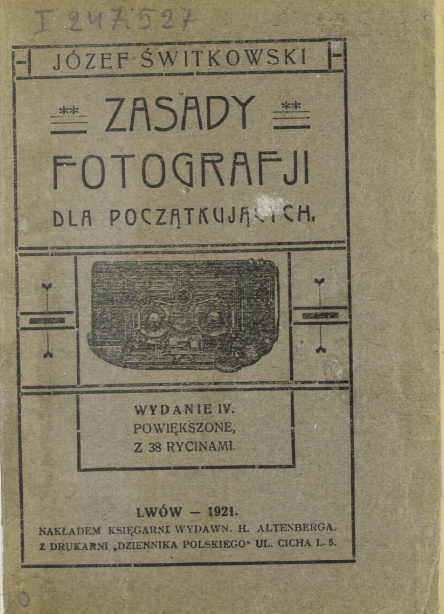 I 247.527
JÓZEF ŚWITKOWSKI
ZASADY
FOTOGRAFJI
DLA POCZĄTKUJĄCYCH.
WYDANIE IV.
POWIĘKSZONE,
Z 38 RYCINAMI.
LWÓW — 1921.
NAKŁADEM KSIĘGARNI WYDAWN. H. ALTENBERGA.
Z DRUKARNI „DZIENNIKA POLSKIEGO" UL. CICHA L. 5.